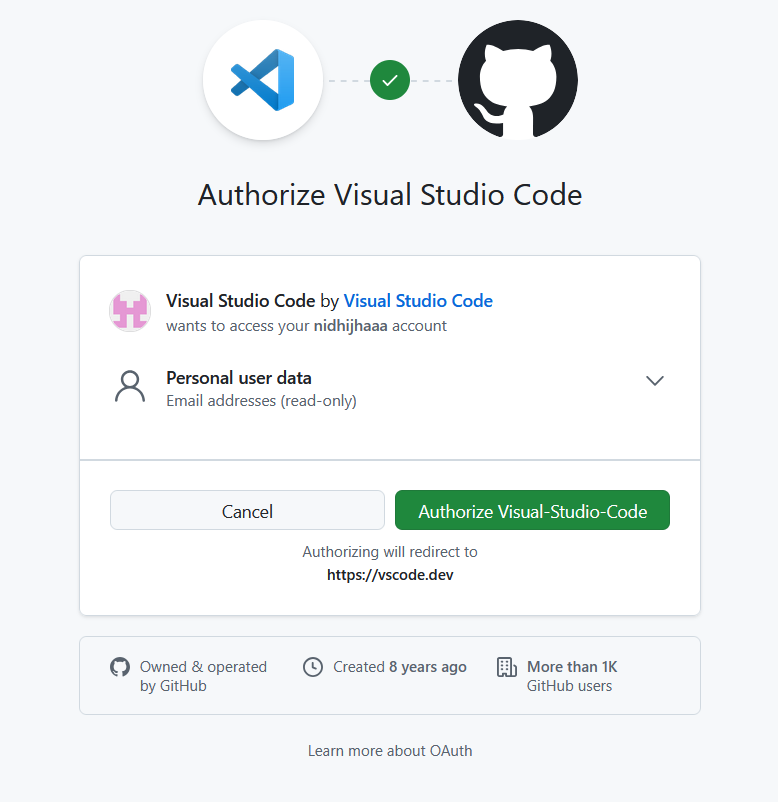 Authorize Visual Studio Code
Visual Studio Code by Visual Studio Code
wants to access your nidhijhaaa account
Personal user data
Email addresses (read-only)
Cancel
Authorize Visual-Studio-Code
Authorizing will redirect to
https://vscode.dev
Owned & operated
by GitHub
Created 8 years ago
More than 1K
GitHub users
Learn more about OAuth